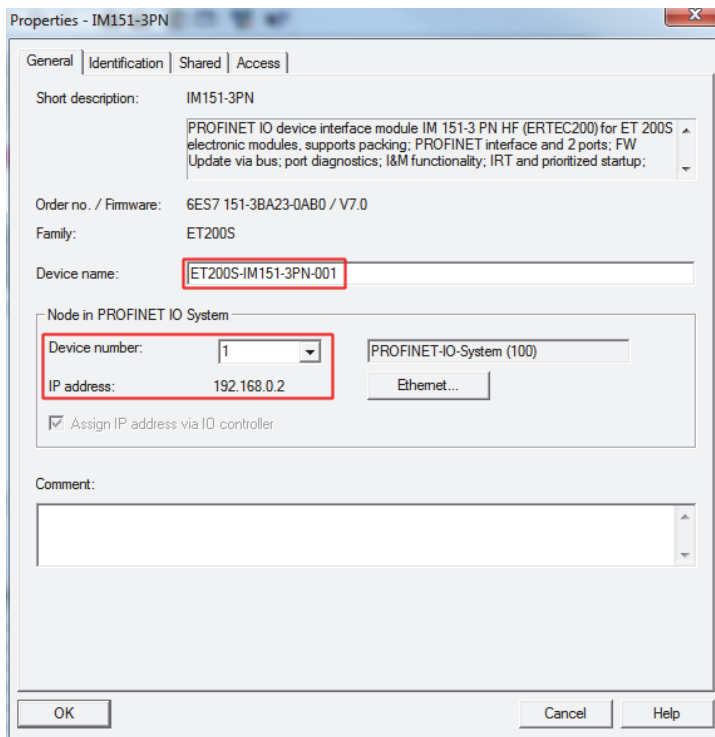 Properties - IM151-3PN
General Identification Shared Access
Short description: IM151-3PN
PROFINET IO device interface module IM 151-3 PN HF (ERTEC200) for ET 200S
electronic modules, supports packing; PROFINET interface and 2 ports; FW
Update via bus; port diagnostics; I&M functionality; IRT and prioritized startup;
Order no. / Firmware: 6ES7 151-3BA23-0AB0 / V7.0
Family: ET200S
Device name: ET200S-IM151-3PN-001
Node in PROFINET IO System
Device number: 1 PROFINET-IO-System (100)
IP address: 192.168.0.2 Ethernet...
Assign IP address via IO controller
Comment:
OK Cancel Help